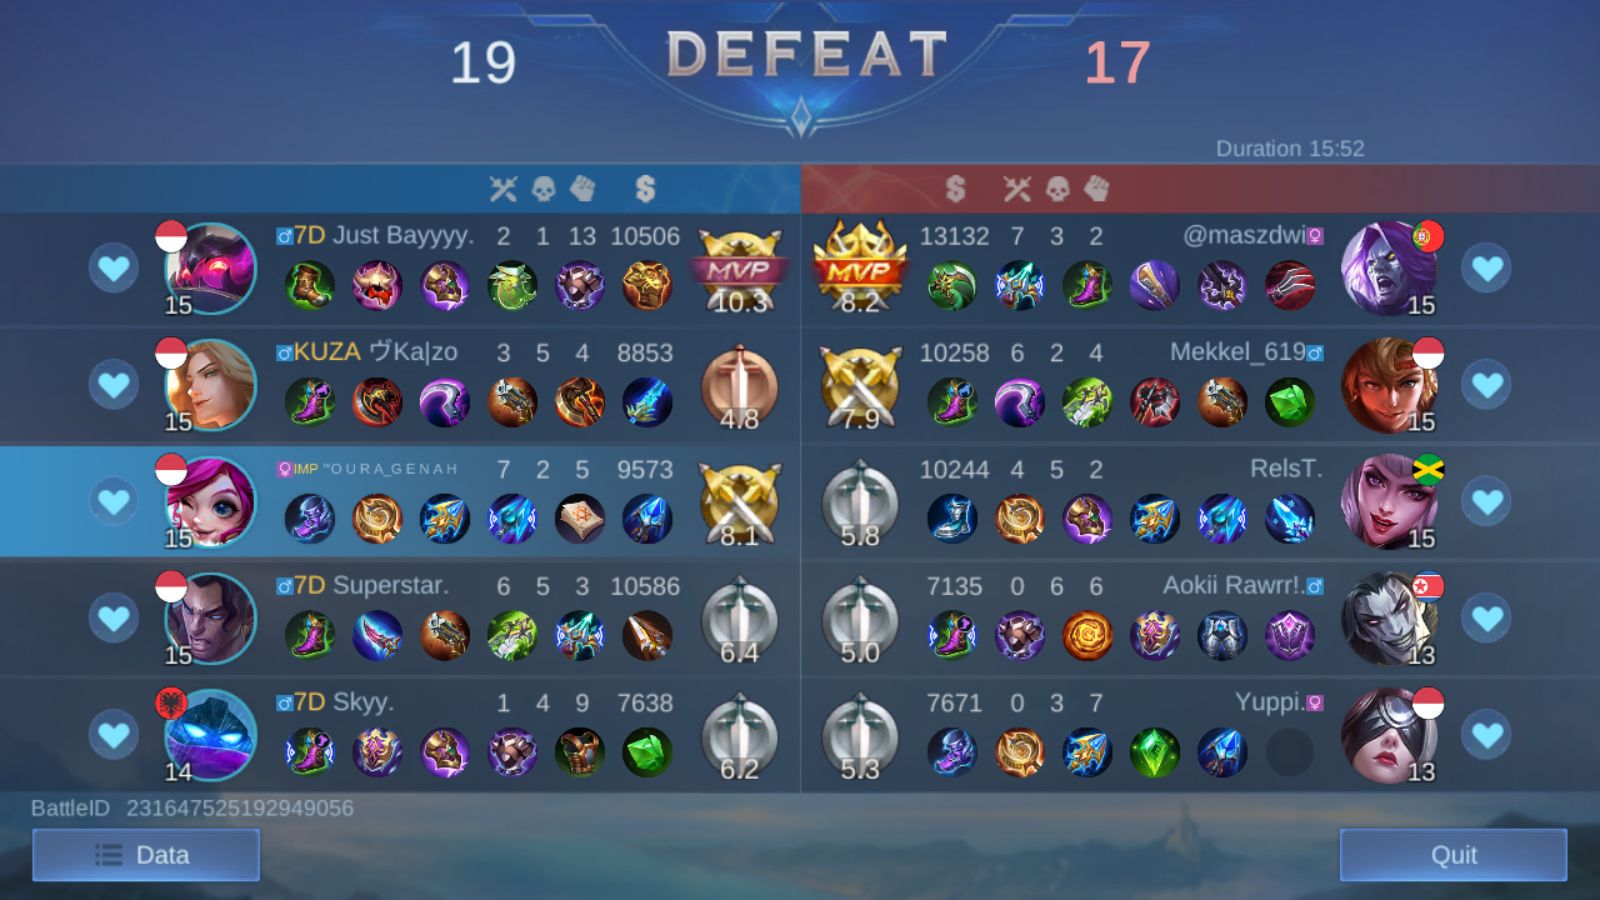 19 DEFEAT 17
Duration 15:52
7D Just Bayyyy. 2 1 13 10506 MVP 10.3 15
MVP 8.2 13132 7 3 2 @maszdwi 15
KUZA ヴKa|zo 3 5 4 8853 4.8 15
7.9 10258 6 2 4 Mekkel_619 15
IMP "OURA_GENAH 7 2 5 9573 8.1 15
5.8 10244 4 5 2 RelsT. 15
7D Superstar. 6 5 3 10586 6.4 15
5.0 7135 0 6 6 Aokii Rawrr!. 13
7D Skyy. 1 4 9 7638 6.2 14
5.3 7671 0 3 7 Yuppi. 13
BattleID 231647525192949056
Data
Quit